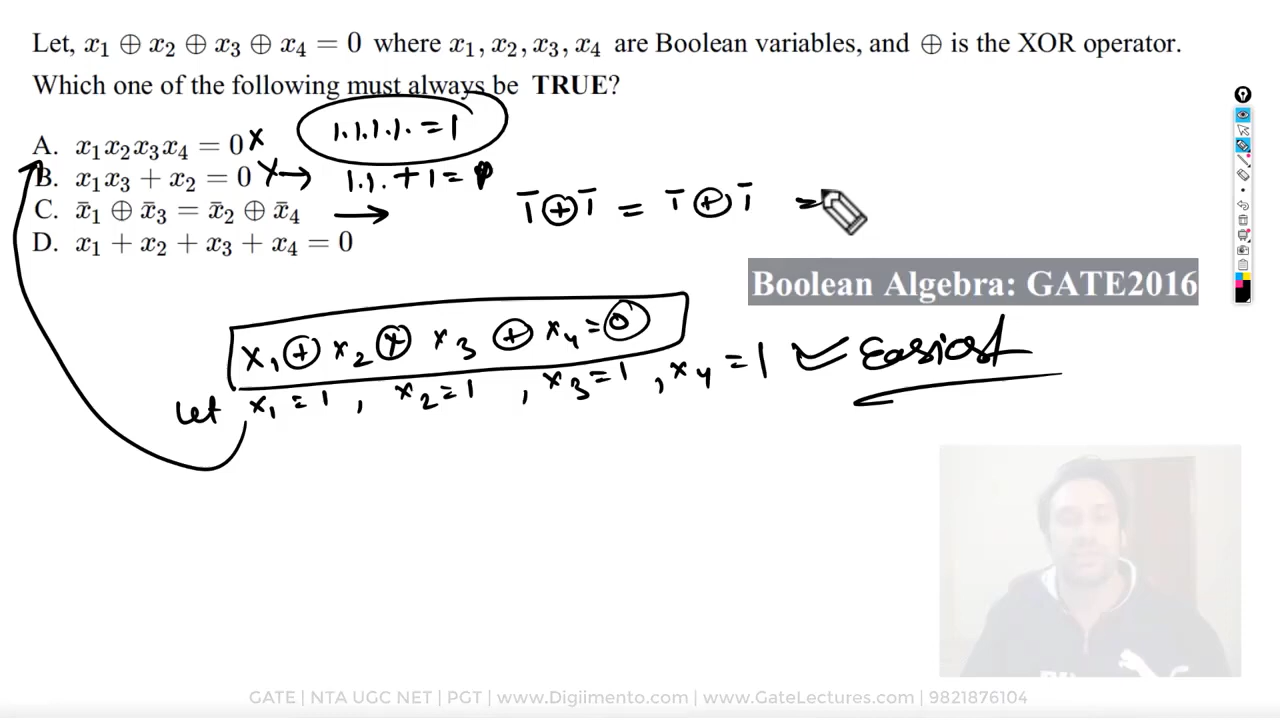 Let, x₁ ⊕ x₂ ⊕ x₃ ⊕ x₄ = 0 where x₁, x₂, x₃, x₄ are Boolean variables, and ⊕ is the XOR operator.
Which one of the following must always be TRUE?
A. x₁x₂x₃x₄ = 0 x 1.1.1.1. = 1
B. x₁x₃ + x₂ = 0 x → 1.1. + 1 =
C. x̄₁ ⊕ x̄₃ = x̄₂ ⊕ x̄₄ → 1̄ ⊕ 1̄ = 1̄ ⊕ 1̄ =
D. x₁ + x₂ + x₃ + x₄ = 0
Boolean Algebra: GATE2016
x₁ ⊕ x₂ ⊕ x₃ ⊕ x₄ = 0
Let x₁ = 1 , x₂ = 1 , x₃ = 1 , x₄ = 1 ✓ Easiest
GATE | NTA UGC NET | PGT | www.Digiimento.com | www.GateLectures.com | 9821876104